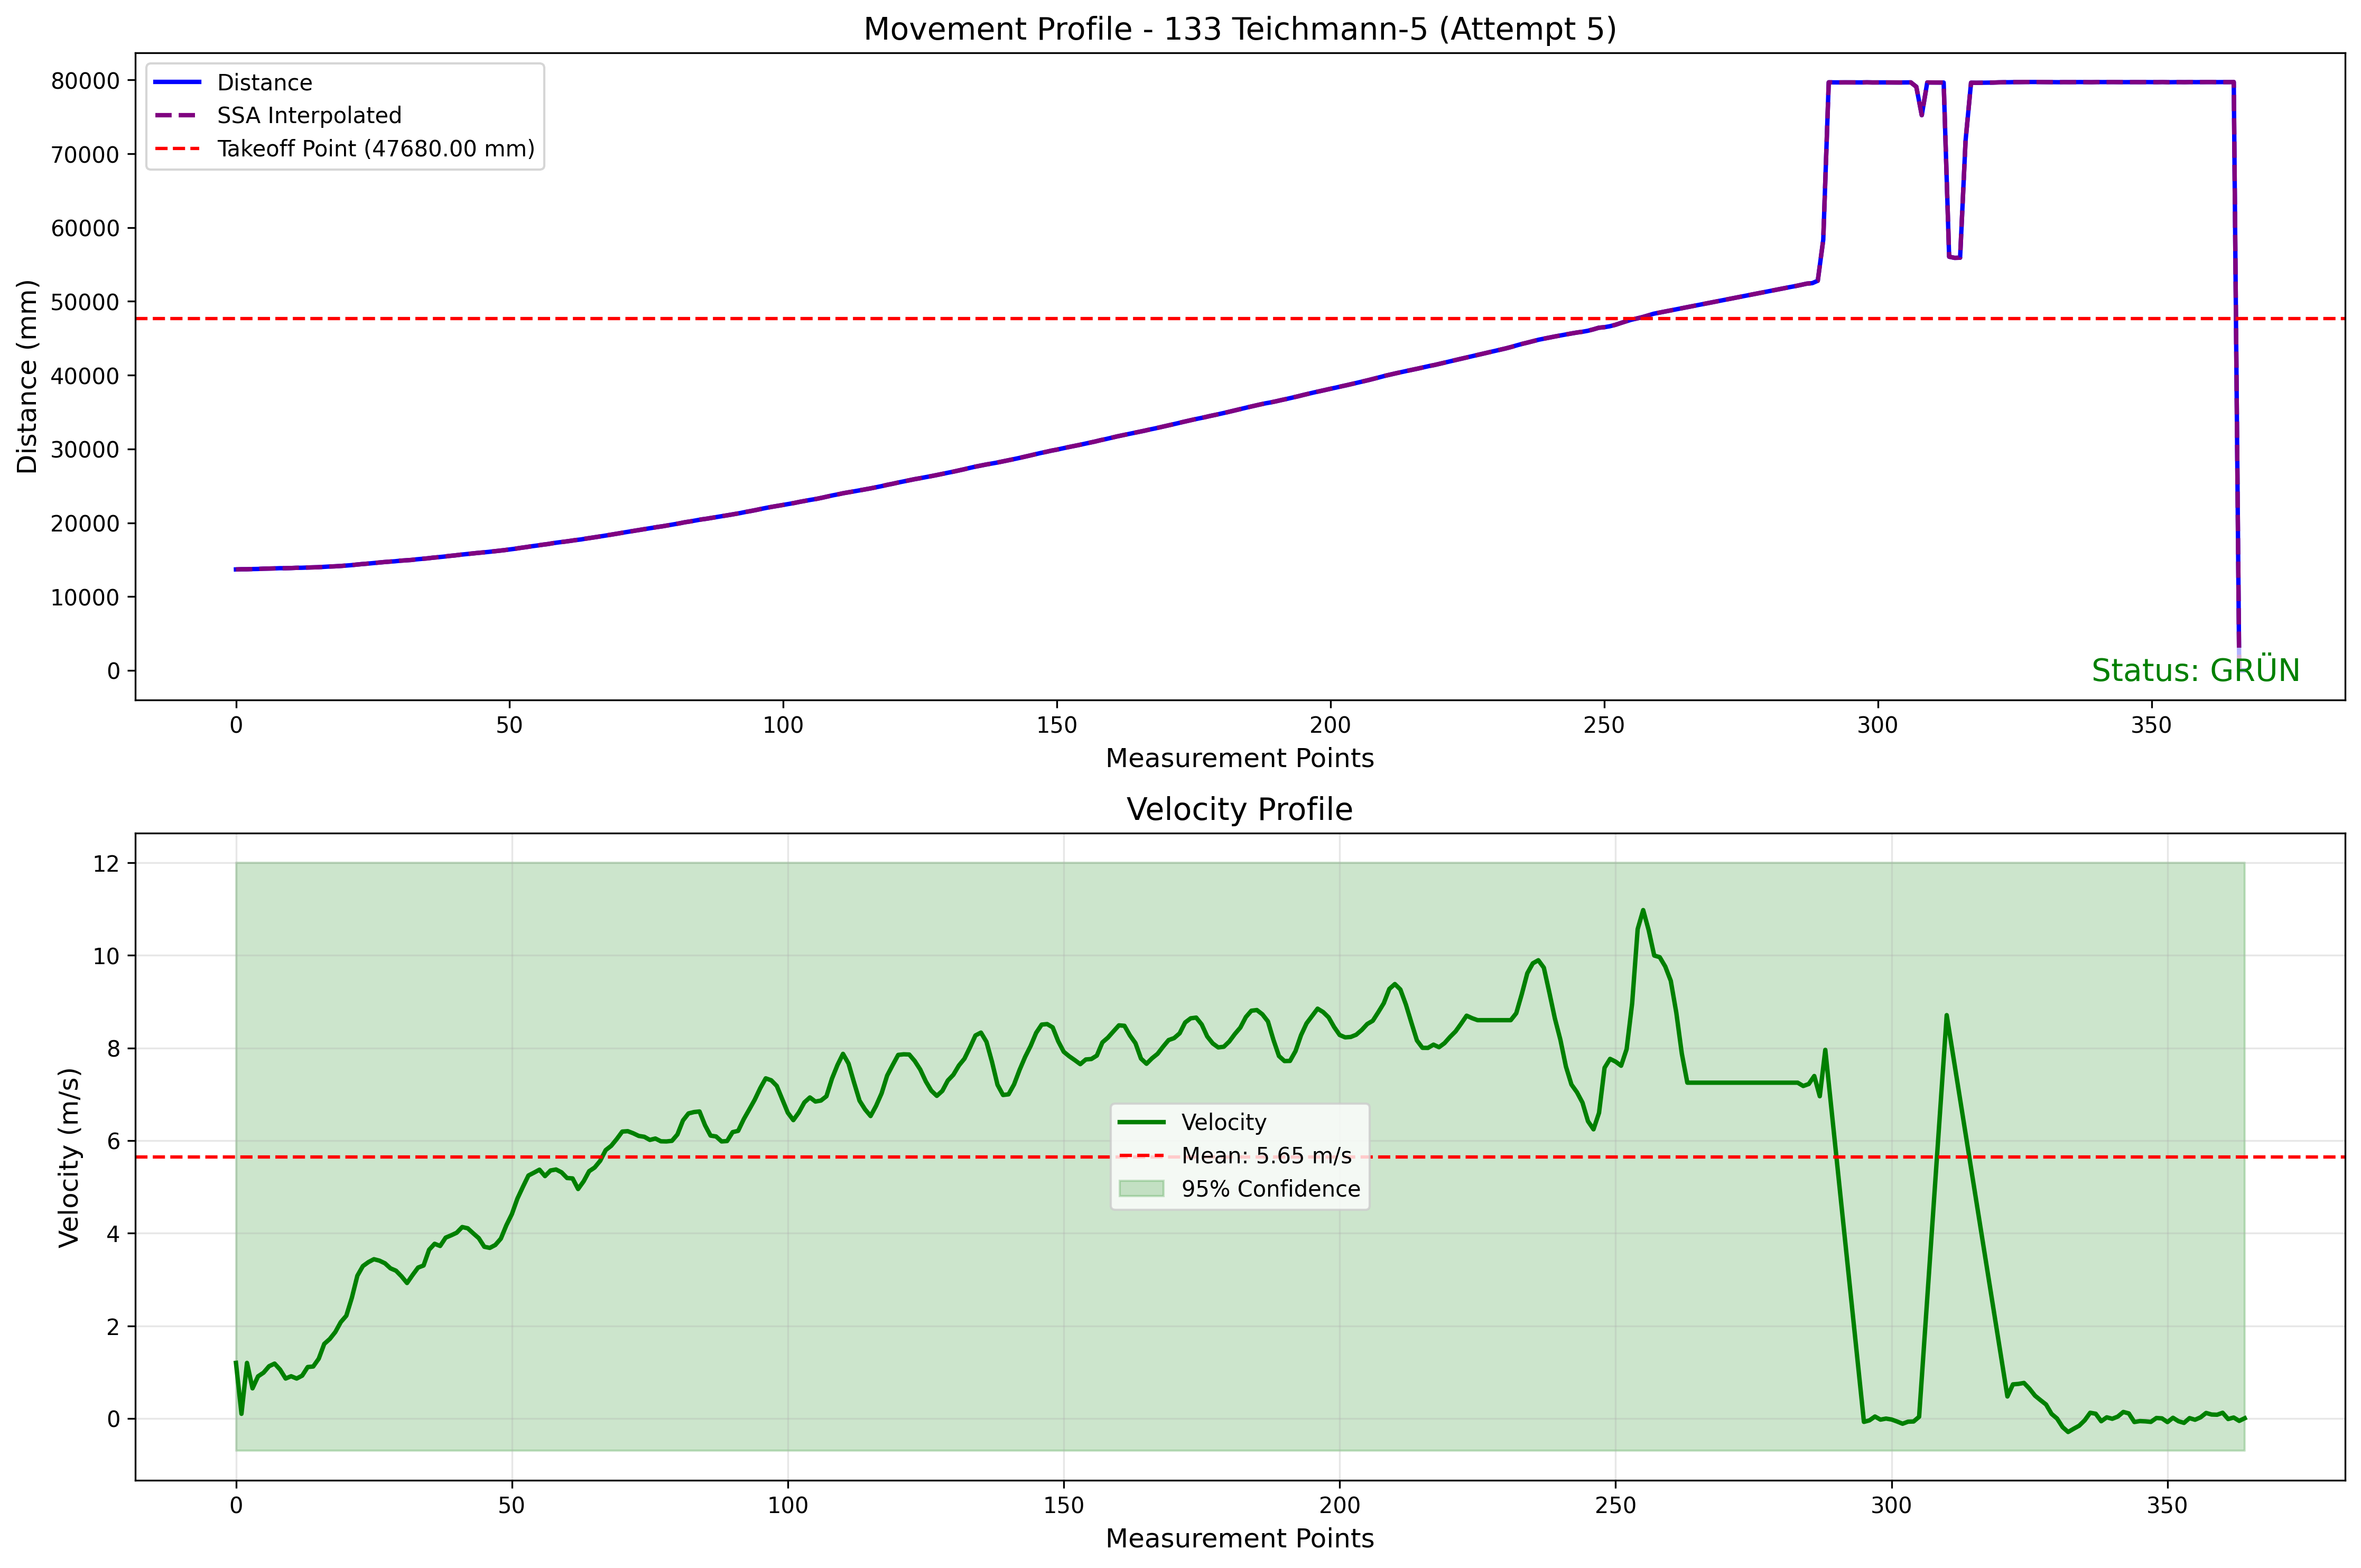 Movement Profile - 133 Teichmann-5 (Attempt 5)
Distance
SSA Interpolated
Takeoff Point (47680.00 mm)
Distance (mm)
80000
70000
60000
50000
40000
30000
20000
10000
0
Status: GRÜN
0 50 100 150 200 250 300 350
Measurement Points
Velocity Profile
Velocity (m/s)
12
10
8
6
4
2
0
Velocity
Mean: 5.65 m/s
95% Confidence
0 50 100 150 200 250 300 350
Measurement Points